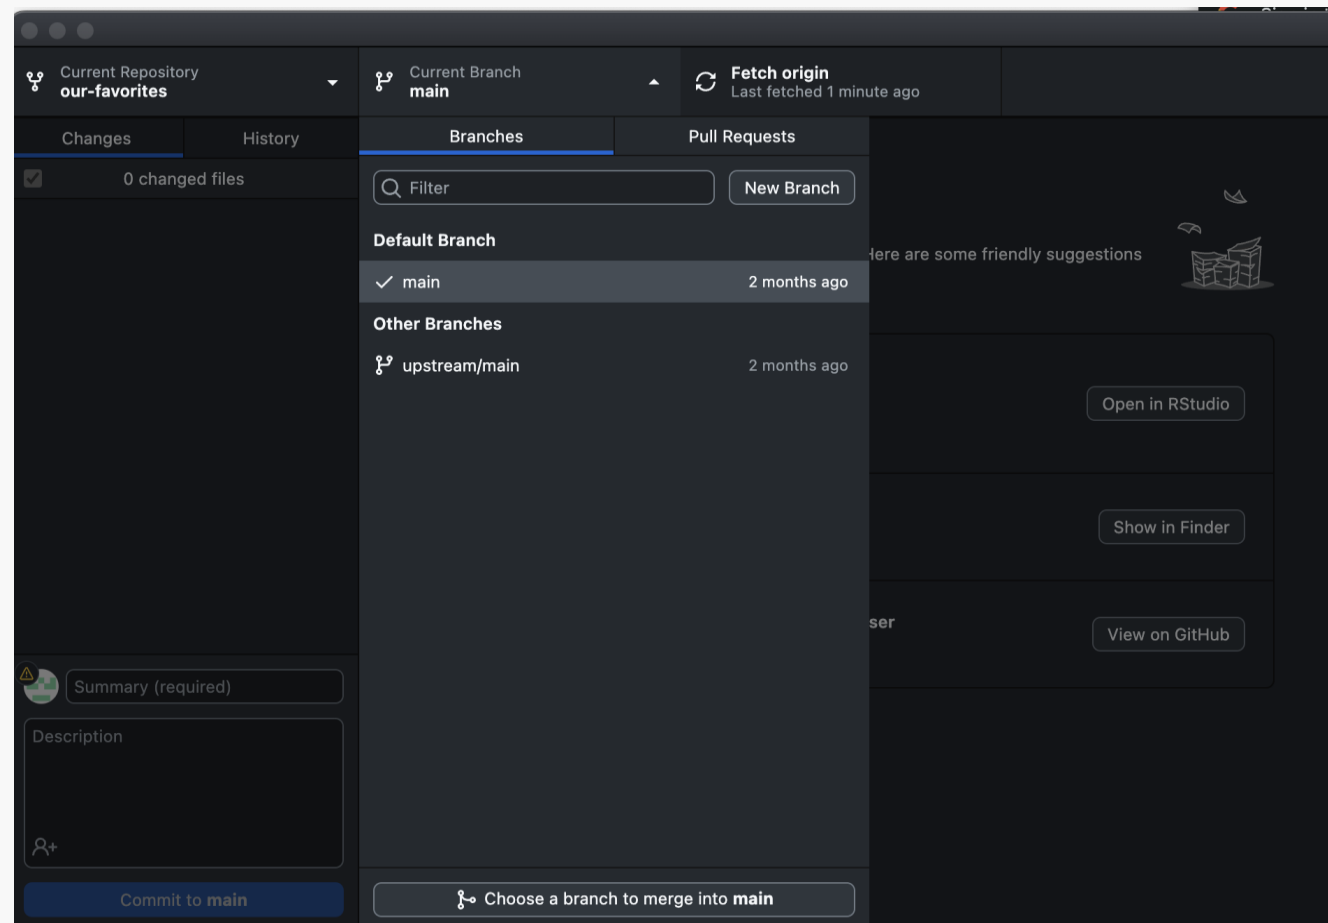 Current Repository
our-favorites
Current Branch
main
Fetch origin
Last fetched 1 minute ago
Changes
History
Branches
Pull Requests
0 changed files
Filter
New Branch
Default Branch
main
2 months ago
Other Branches
upstream/main
2 months ago
Here are some friendly suggestions
Open in RStudio
Show in Finder
ser
View on GitHub
Summary (required)
Description
Commit to main
Choose a branch to merge into main